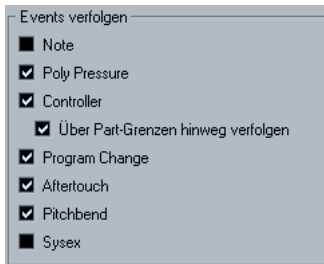 Events verfolgen
Note
Poly Pressure
Controller
Über Part-Grenzen hinweg verfolgen
Program Change
Aftertouch
Pitchbend
Sysex